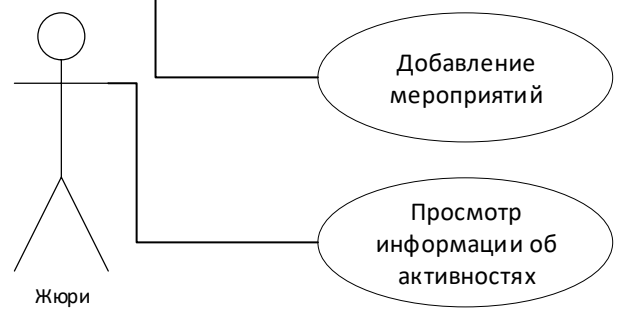 Добавление
мероприятий
Просмотр
информации об
активностях
Жюри